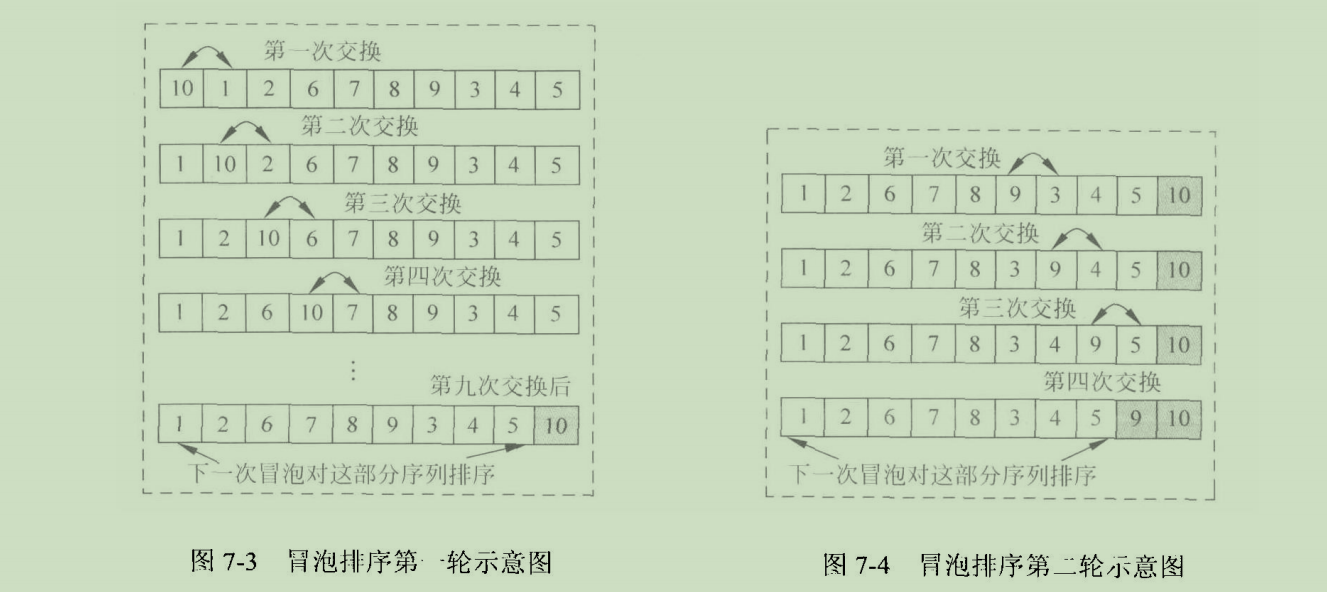 第一次交换
10 1 2 6 7 8 9 3 4 5
第二次交换
1 10 2 6 7 8 9 3 4 5
第三次交换
1 2 10 6 7 8 9 3 4 5
第四次交换
1 2 6 10 7 8 9 3 4 5
⋮
第九次交换后
1 2 6 7 8 9 3 4 5 10
下一次冒泡对这部分序列排序
图 7-3 冒泡排序第一轮示意图
第一次交换
1 2 6 7 8 9 3 4 5 10
第二次交换
1 2 6 7 8 3 9 4 5 10
第三次交换
1 2 6 7 8 3 4 9 5 10
第四次交换
1 2 6 7 8 3 4 5 9 10
下一次冒泡对这部分序列排序
图 7-4 冒泡排序第二轮示意图